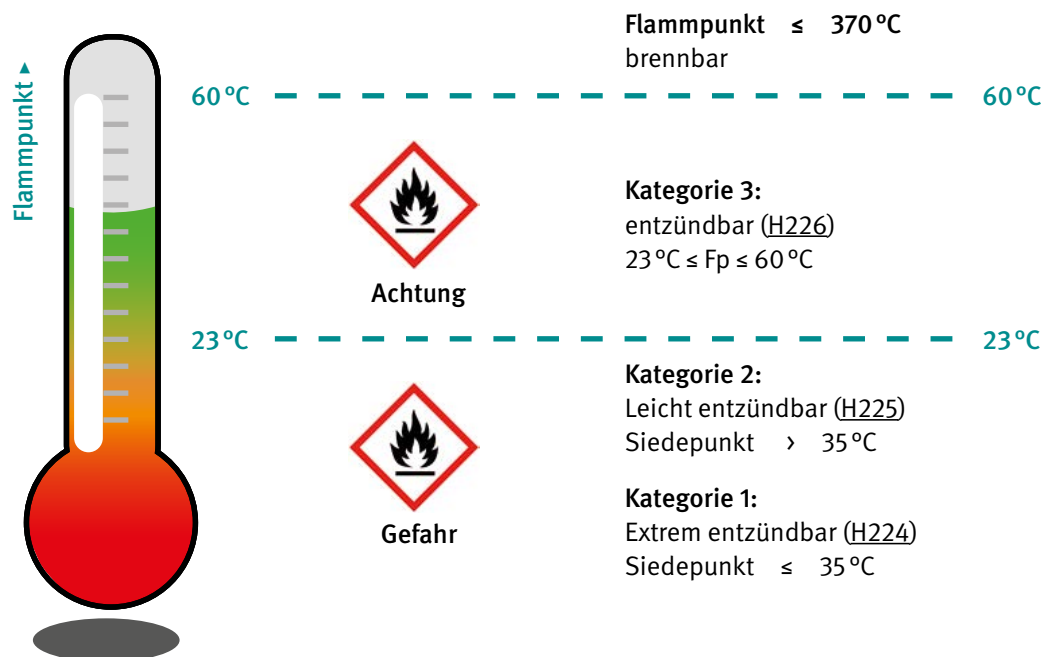 Flammpunkt ≤ 370 °C
brennbar
Flammpunkt ►
60 °C
60 °C
Kategorie 3:
entzündbar (H226)
23 °C ≤ Fp ≤ 60 °C
Achtung
23 °C
23 °C
Kategorie 2:
Leicht entzündbar (H225)
Siedepunkt › 35 °C
Gefahr
Kategorie 1:
Extrem entzündbar (H224)
Siedepunkt ≤ 35 °C